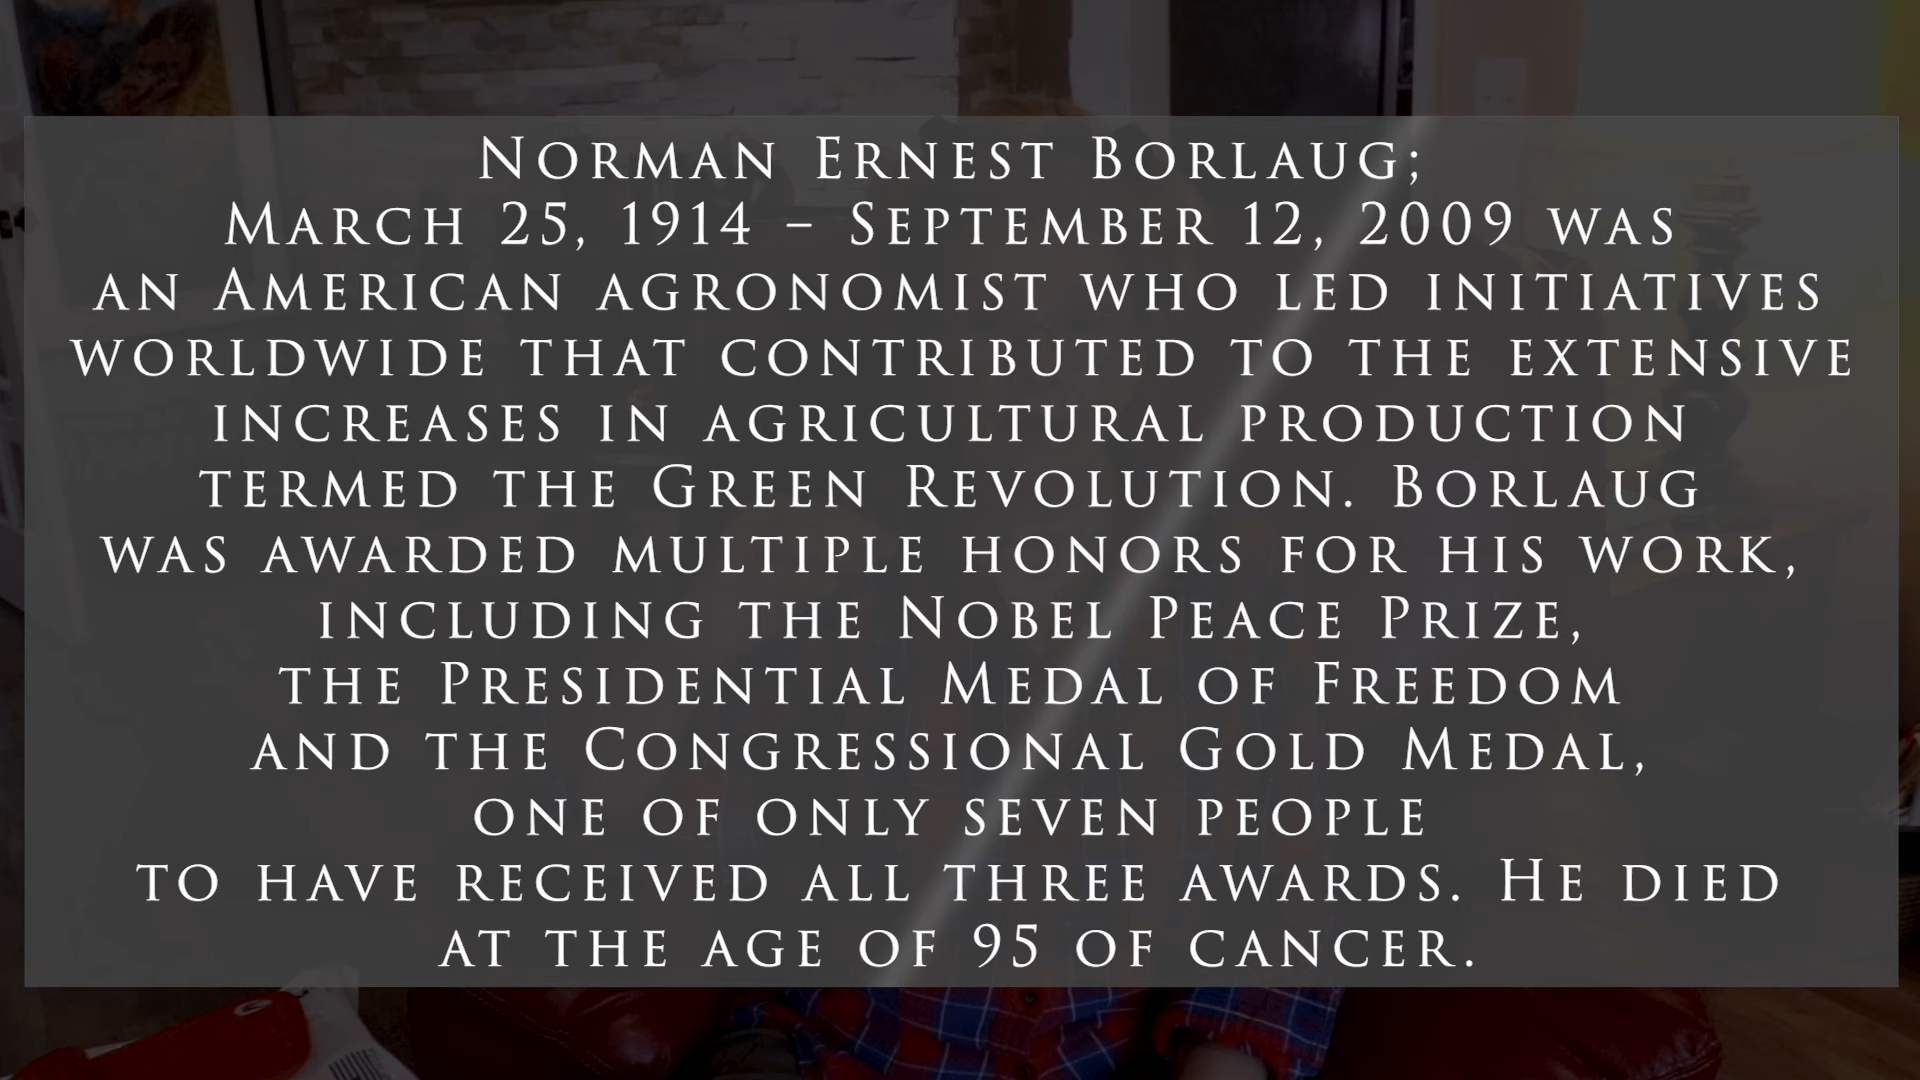 Norman Ernest Borlaug;
March 25, 1914 – September 12, 2009 was
an American agronomist who led initiatives
worldwide that contributed to the extensive
increases in agricultural production
termed the Green Revolution. Borlaug
was awarded multiple honors for his work,
including the Nobel Peace Prize,
the Presidential Medal of Freedom
and the Congressional Gold Medal,
one of only seven people
to have received all three awards. He died
at the age of 95 of cancer.